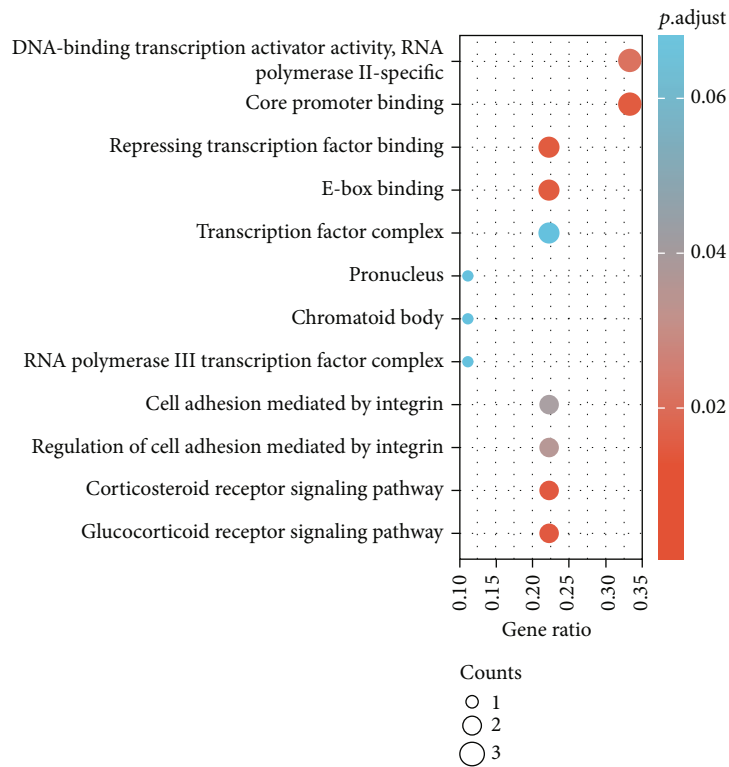 p.adjust
DNA-binding transcription activator activity, RNA
polymerase II-specific
Core promoter binding
Repressing transcription factor binding
E-box binding
Transcription factor complex
Pronucleus
Chromatoid body
RNA polymerase III transcription factor complex
Cell adhesion mediated by integrin
Regulation of cell adhesion mediated by integrin
Corticosteroid receptor signaling pathway
Glucocorticoid receptor signaling pathway
0.06
0.04
0.02
0.10
0.15
0.20
0.25
0.30
0.35
Gene ratio
Counts
1
2
3